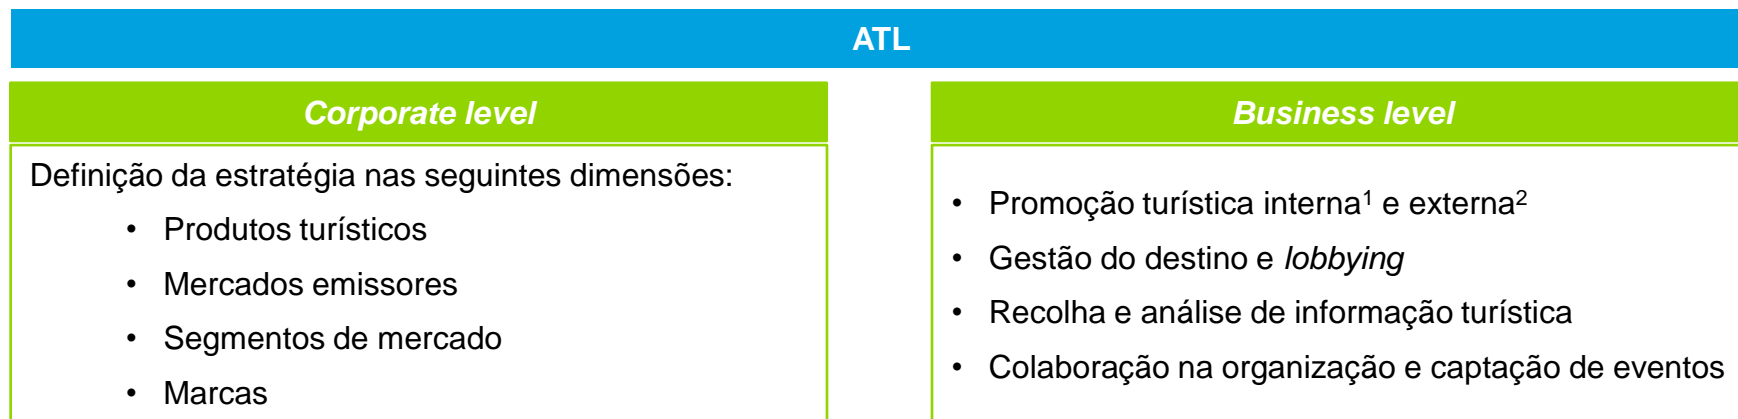 ATL
Corporate level
Definição da estratégia nas seguintes dimensões:
• Produtos turísticos
• Mercados emissores
• Segmentos de mercado
• Marcas
Business level
• Promoção turística interna¹ e externa²
• Gestão do destino e lobbying
• Recolha e análise de informação turística
• Colaboração na organização e captação de eventos